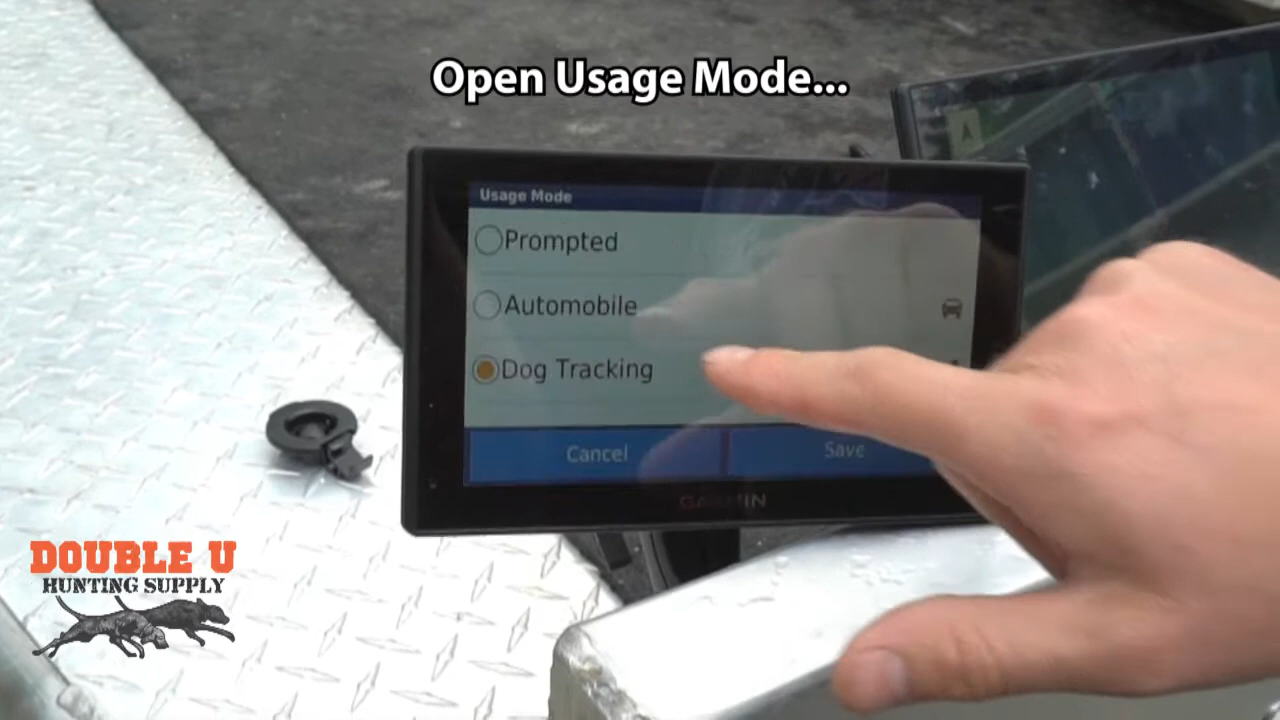 Open Usage Mode...
Usage Mode
Prompted
Automobile
Dog Tracking
Cancel
Save
GARMIN
DOUBLE U
HUNTING SUPPLY